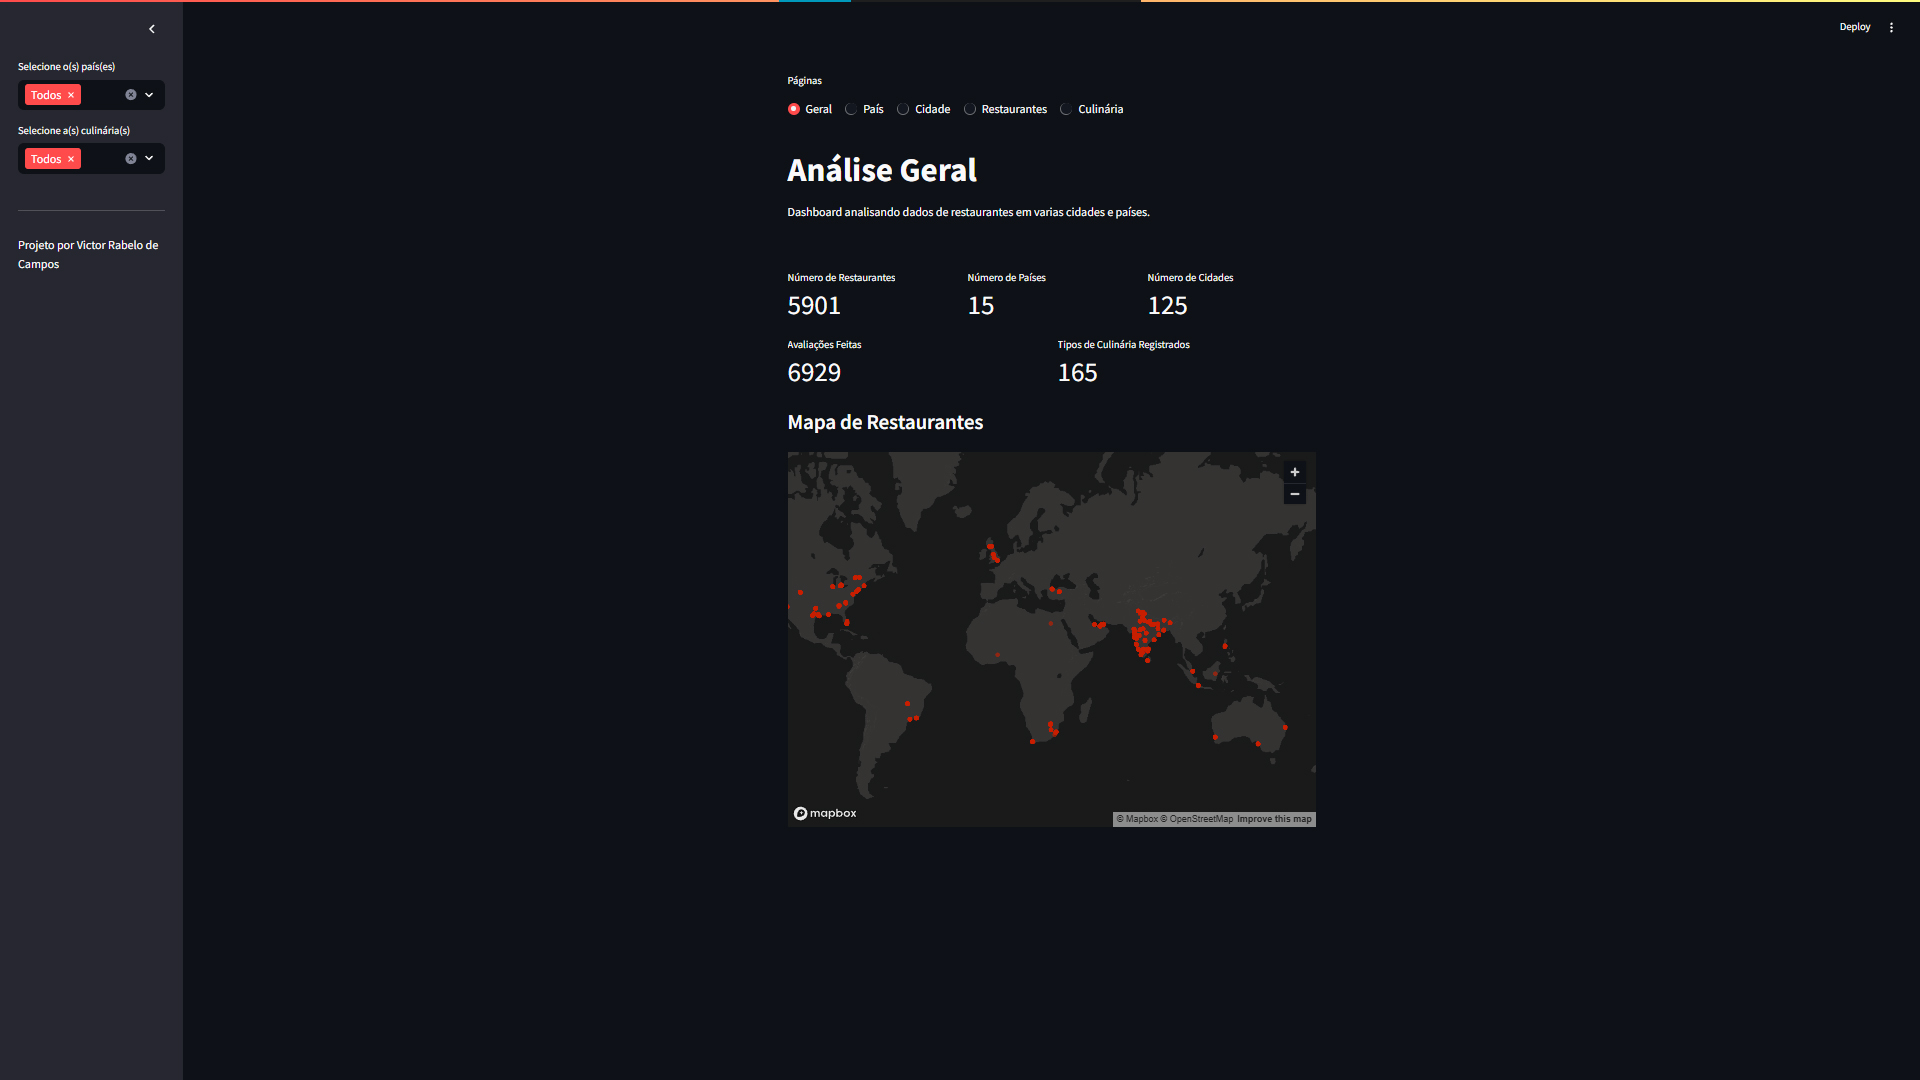 Deploy
Selecione o(s) país(es)
Todos
Selecione a(s) culinária(s)
Todos
Projeto por Victor Rabelo de
Campos
Páginas
Geral País Cidade Restaurantes Culinária
Análise Geral
Dashboard analisando dados de restaurantes em varias cidades e países.
Número de Restaurantes Número de Países Número de Cidades
5901 15 125
Avaliações Feitas Tipos de Culinária Registrados
6929 165
Mapa de Restaurantes
mapbox
© Mapbox © OpenStreetMap Improve this map